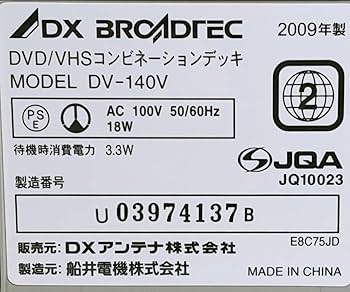 DX BROADTEC 2009年製
DVD/VHSコンビネーションデッキ
MODEL DV-140V
2
PS
E
AC 100V 50/60Hz
18W
待機時消費電力 3.3W
JQA
JQ10023
製造番号
U 03974137 B
E8C75JD
販売元: DXアンテナ株式会社
製造元: 船井電機株式会社
MADE IN CHINA